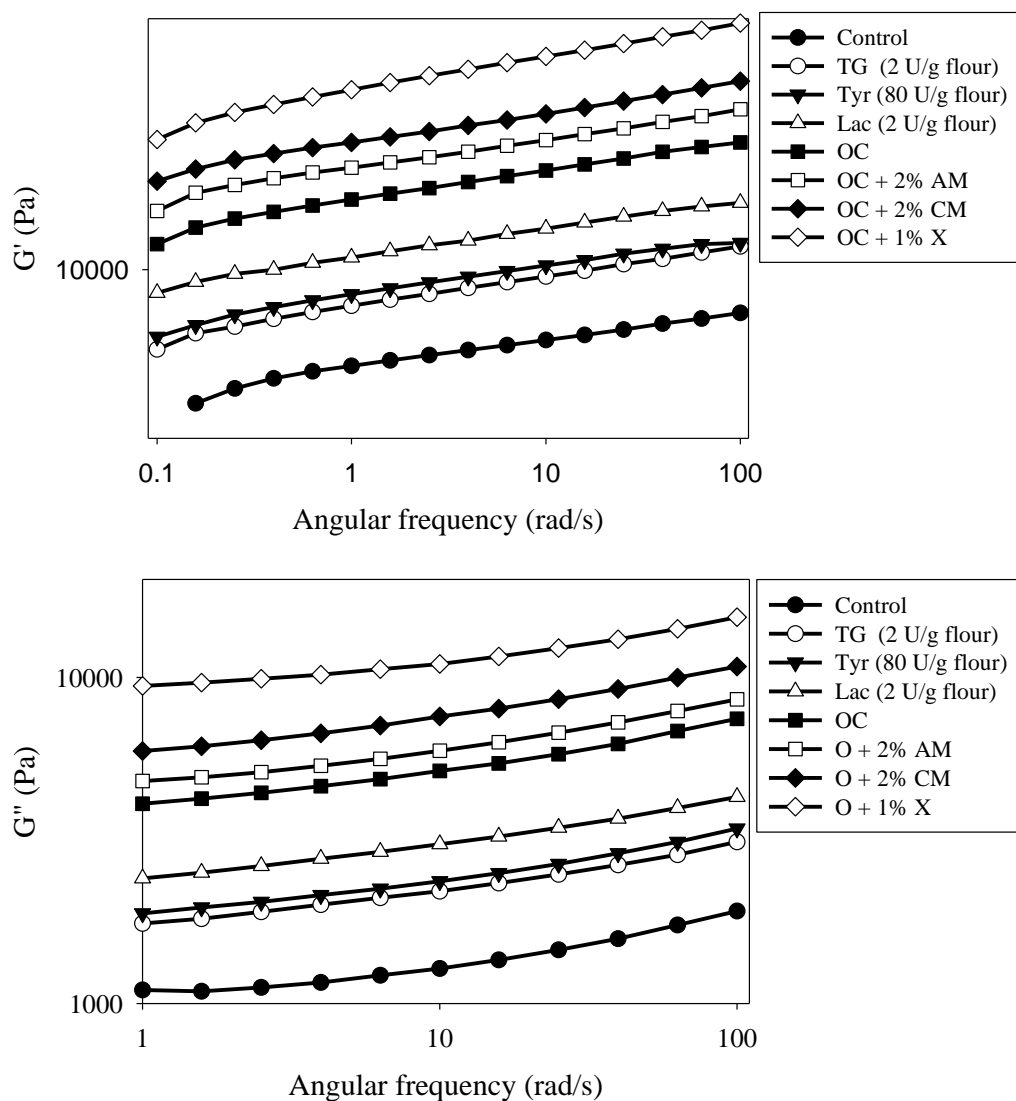 Control
TG (2 U/g flour)
Tyr (80 U/g flour)
Lac (2 U/g flour)
OC
OC + 2% AM
OC + 2% CM
OC + 1% X
G' (Pa)
10000
0.1 1 10 100
Angular frequency (rad/s)
Control
TG (2 U/g flour)
Tyr (80 U/g flour)
Lac (2 U/g flour)
OC
O + 2% AM
O + 2% CM
O + 1% X
G" (Pa)
10000
1000
1 10 100
Angular frequency (rad/s)